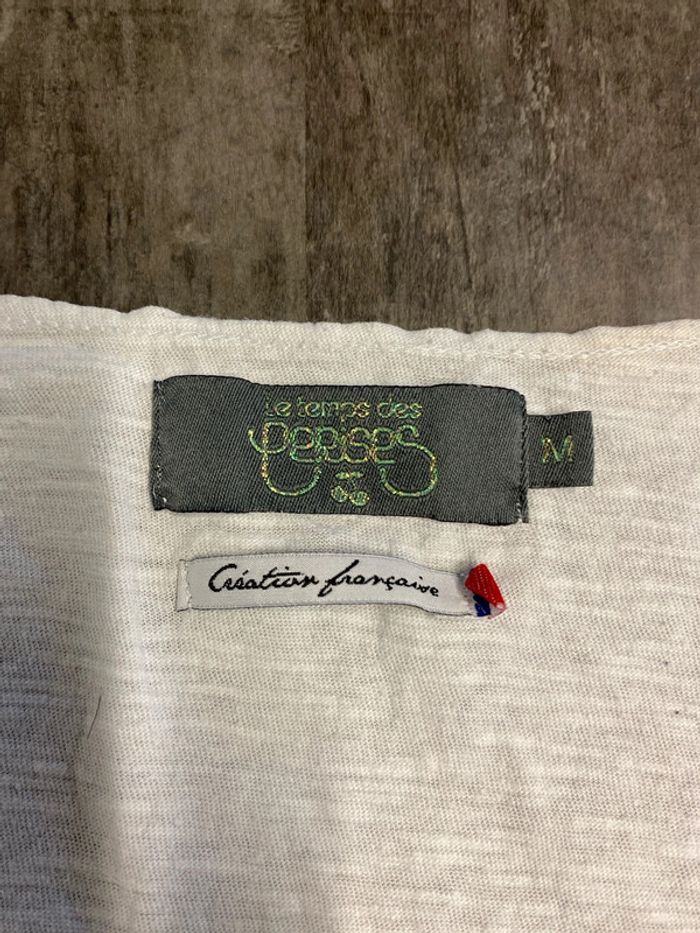 Le temps des
CERISES
M
Création française